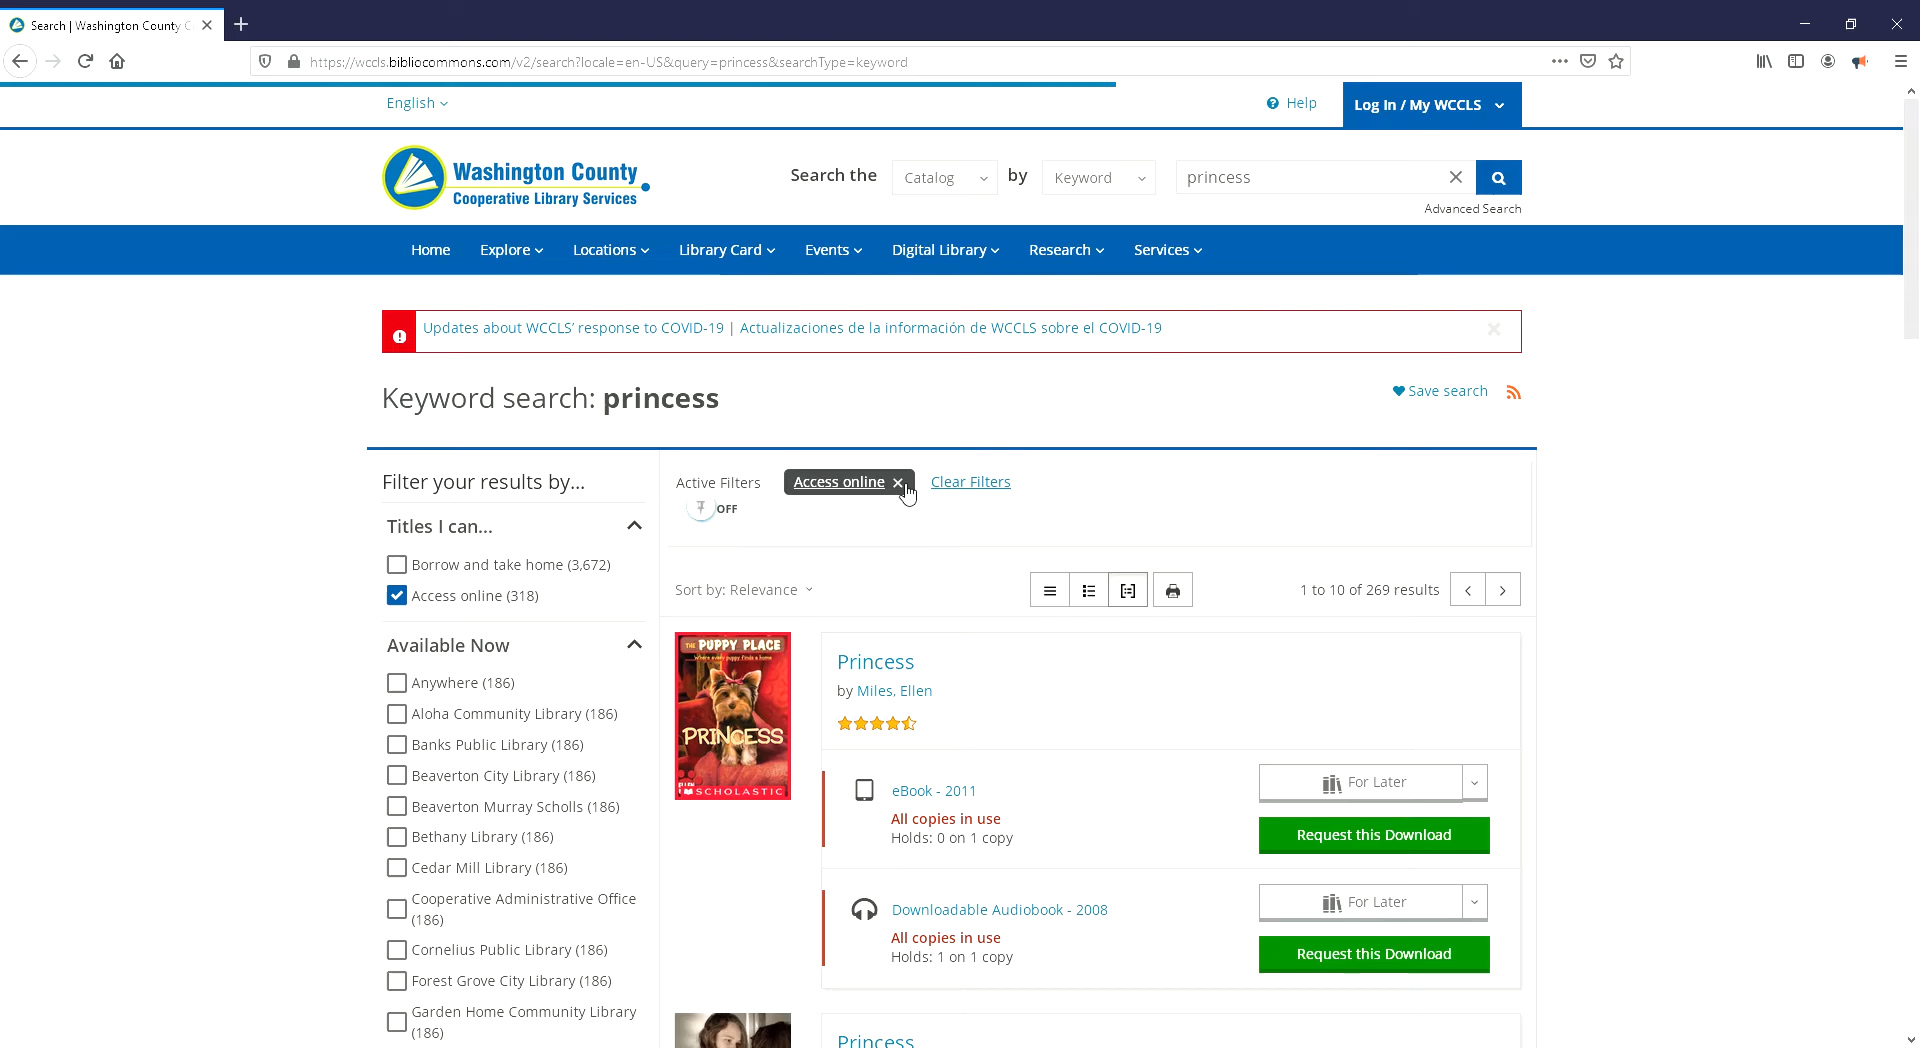 Search | Washington County C
https://wccls.bibliocommons.com/v2/search?locale=en-US&query=princess&searchType=keyword
English
Help
Log In / My WCCLS
Washington County
Cooperative Library Services
Search the
Catalog
by
Keyword
princess
Advanced Search
Home
Explore
Locations
Library Card
Events
Digital Library
Research
Services
Updates about WCCLS' response to COVID-19 | Actualizaciones de la información de WCCLS sobre el COVID-19
Keyword search: princess
Save search
Filter your results by...
Titles I can...
Borrow and take home (3,672)
Access online (318)
Available Now
Anywhere (186)
Aloha Community Library (186)
Banks Public Library (186)
Beaverton City Library (186)
Beaverton Murray Scholls (186)
Bethany Library (186)
Cedar Mill Library (186)
Cooperative Administrative Office
(186)
Cornelius Public Library (186)
Forest Grove City Library (186)
Garden Home Community Library
(186)
Active Filters
Access online
Clear Filters
OFF
Sort by: Relevance
1 to 10 of 269 results
THE PUPPY PLACE
Where every puppy finds a home
PRINCESS
SCHOLASTIC
Princess
by Miles, Ellen
eBook - 2011
All copies in use
Holds: 0 on 1 copy
For Later
Request this Download
Downloadable Audiobook - 2008
All copies in use
Holds: 1 on 1 copy
For Later
Request this Download
Princess